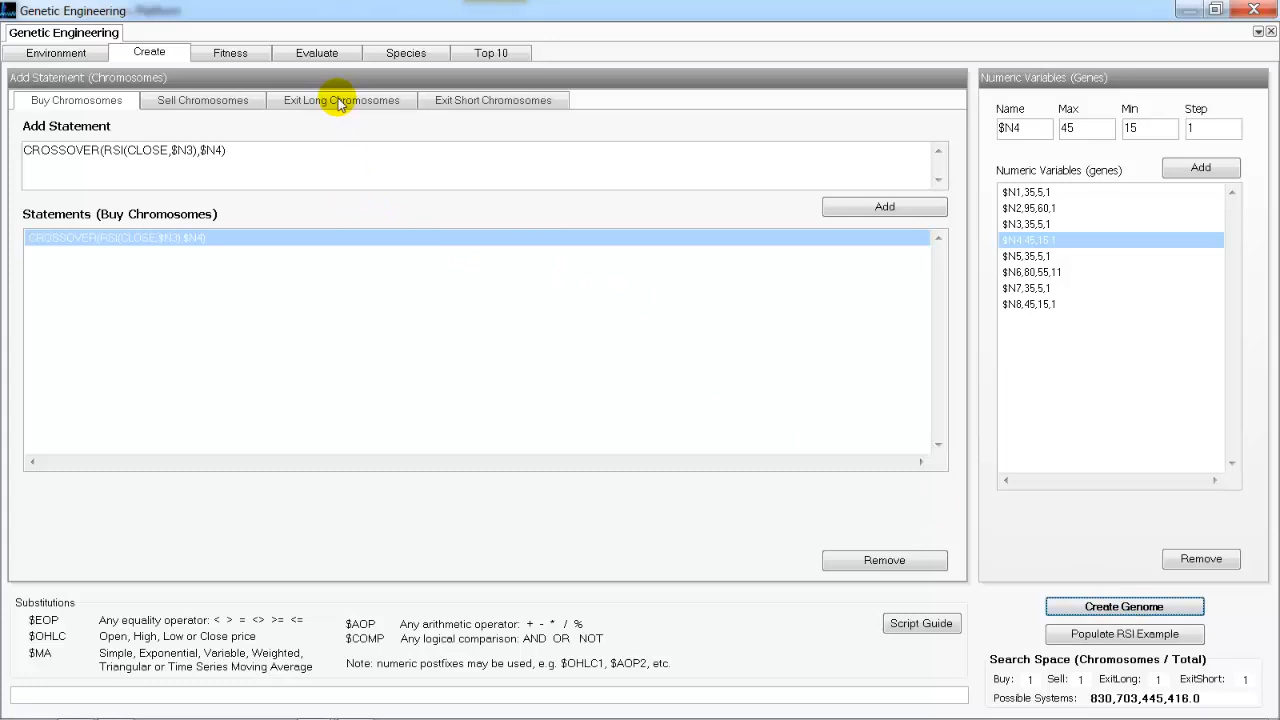 Genetic Engineering
Genetic Engineering
Environment
Create
Fitness
Evaluate
Species
Top 10
Add Statement (Chromosomes)
Buy Chromosomes
Sell Chromosomes
Exit Long Chromosomes
Exit Short Chromosomes
Add Statement
CROSSOVER(RSI(CLOSE,$N3),$N4)
Add
Statements (Buy Chromosomes)
CROSSOVER(RSI(CLOSE,$N3),$N4)
Remove
Numeric Variables (Genes)
Name Max Min Step
$N4 45 15 1
Numeric Variables (genes)
Add
$N1,35,5,1
$N2,95,60,1
$N3,35,5,1
$N4,45,15,1
$N5,35,5,1
$N6,80,55,11
$N7,35,5,1
$N8,45,15,1
Remove
Substitutions
$EOP Any equality operator: < > = <> >= <=
$OHLC Open, High, Low or Close price
$MA Simple, Exponential, Variable, Weighted,
Triangular or Time Series Moving Average
$AOP Any arithmetic operator: + - * / %
$COMP Any logical comparison: AND OR NOT
Note: numeric postfixes may be used, e.g. $OHLC1, $AOP2, etc.
Script Guide
Create Genome
Populate RSI Example
Search Space (Chromosomes / Total)
Buy: 1 Sell: 1 ExitLong: 1 ExitShort: 1
Possible Systems: 830,703,445,416.0